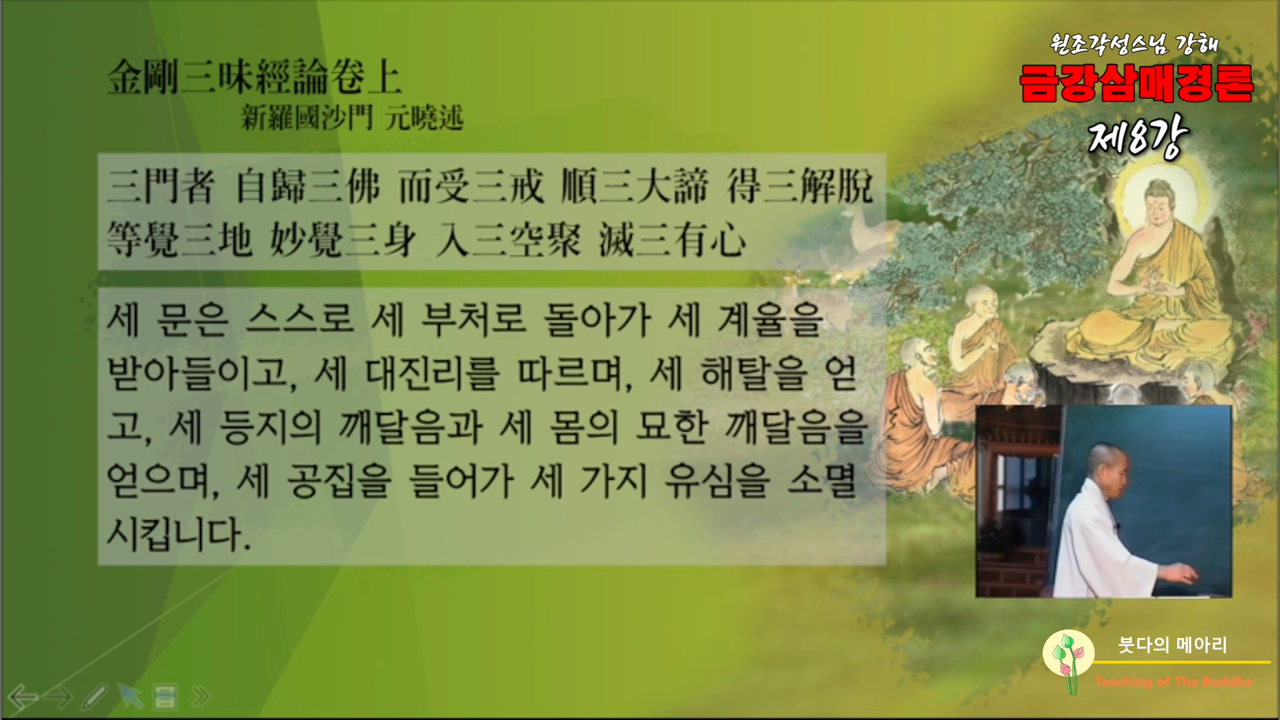 金剛三昧經論卷上
新羅國沙門 元曉述
三門者 自歸三佛 而受三戒 順三大諦 得三解脫
等覺三地 妙覺三身 入三空聚 滅三有心
세 문은 스스로 세 부처로 돌아가 세 계율을
받아들이고, 세 대진리를 따르며, 세 해탈을 얻
고, 세 등지의 깨달음과 세 몸의 묘한 깨달음을
얻으며, 세 공집을 들어가 세 가지 유심을 소멸
시킵니다.
원조각성스님 강해
금강삼매경론
제8강
붓다의 메아리
Teaching of The Buddha